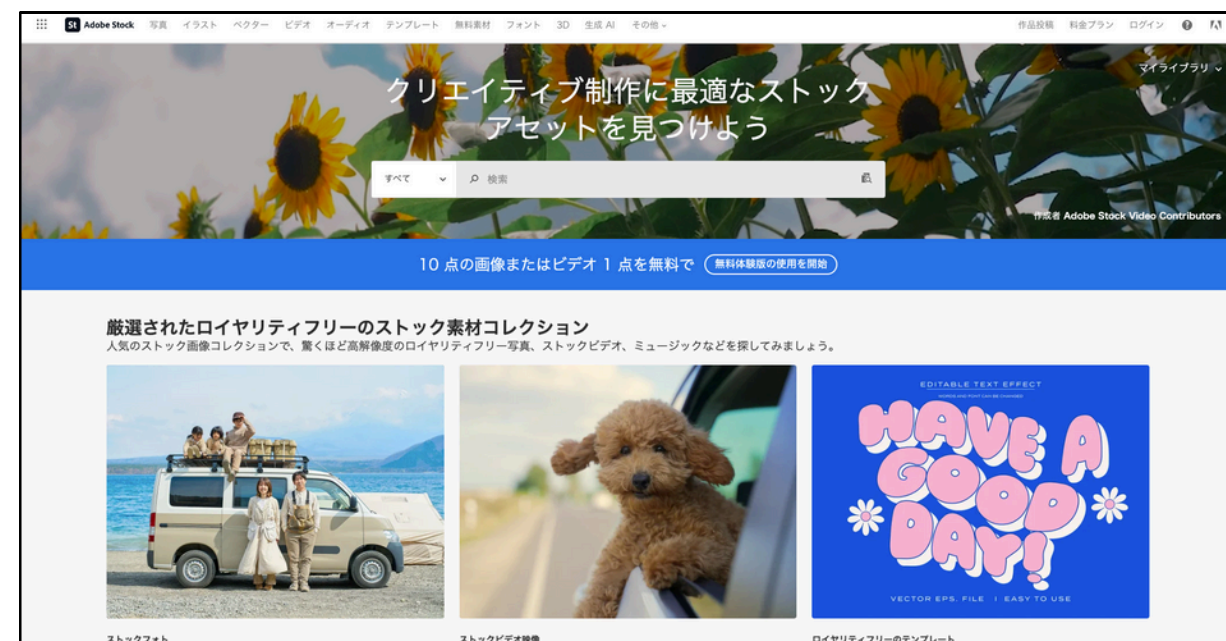 St Adobe Stock 写真 イラスト ベクター ビデオ オーディオ テンプレート 無料素材 フォント 3D 生成 AI その他 作品投稿 料金プラン ログイン
マイライブラリ
クリエイティブ制作に最適なストック
アセットを見つけよう
すべて 検索
作成者 Adobe Stock Video Contributors
10 点の画像またはビデオ 1 点を無料で 無料体験版の使用を開始
厳選されたロイヤリティフリーのストック素材コレクション
人気のストック画像コレクションで、驚くほど高解像度のロイヤリティフリー写真、ストックビデオ、ミュージックなどを探してみましょう。
EDITABLE TEXT EFFECT
WORDS AND FONT CAN BE CHANGED
HAVE A
GOOD
DAY!
VECTOR EPS. FILE | EASY TO USE
ストックフォト ストックビデオ映像 ロイヤリティフリーのテンプレート